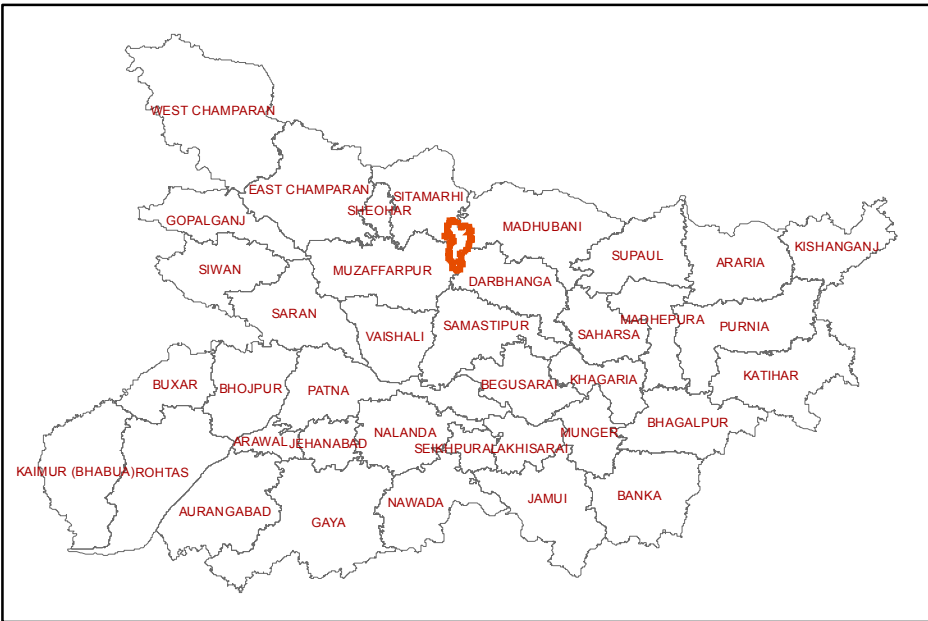 WEST CHAMPARAN
EAST CHAMPARAN
SITAMARHI
SHEOHAR
GOPALGANJ
MADHUBANI
KISHANGANJ
SUPAUL
ARARIA
SIWAN
MUZAFFARPUR
DARBHANGA
SARAN
VAISHALI
SAMASTIPUR
MADHEPURA
SAHARSA
PURNIA
BUXAR
BHOJPUR
PATNA
BEGUSARAI
KHAGARIA
KATIHAR
ARAWAL
JEHANABAD
NALANDA
SEIKHPURA
LAKHISARAT
MUNGER
BHAGALPUR
KAIMUR (BHABUA)
ROHTAS
AURANGABAD
GAYA
NAWADA
JAMUI
BANKA